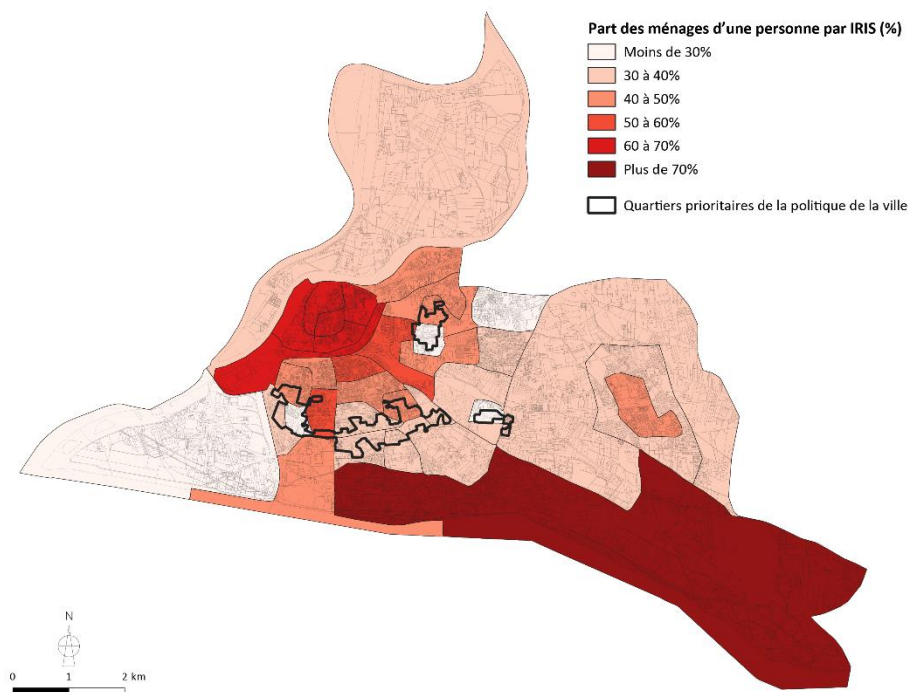 Part des ménages d’une personne par IRIS (%)
Moins de 30%
30 à 40%
40 à 50%
50 à 60%
60 à 70%
Plus de 70%
Quartiers prioritaires de la politique de la ville
N
0 1 2 km